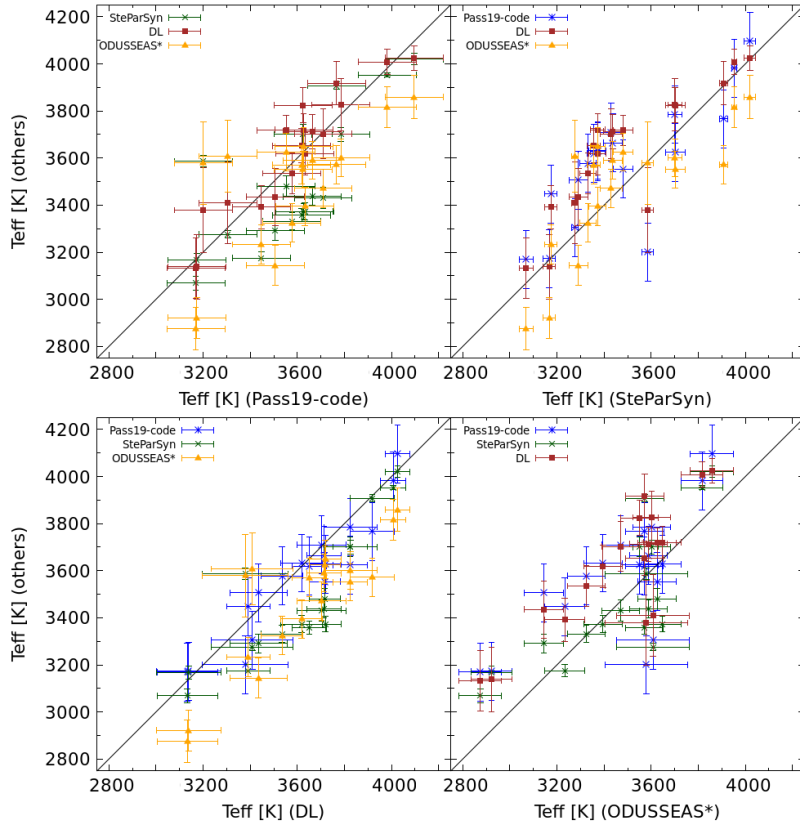 SteParSyn
DL
ODUSSEAS*
Pass19-code
DL
ODUSSEAS*
4200
4000
3800
3600
3400
3200
3000
2800
Teff [K] (others)
2800 3200 3600 4000
2800 3200 3600 4000
Teff [K] (Pass19-code)
Teff [K] (SteParSyn)
Pass19-code
SteParSyn
ODUSSEAS*
Pass19-code
SteParSyn
DL
4200
4000
3800
3600
3400
3200
3000
2800
Teff [K] (others)
2800 3200 3600 4000
2800 3200 3600 4000
Teff [K] (DL)
Teff [K] (ODUSSEAS*)